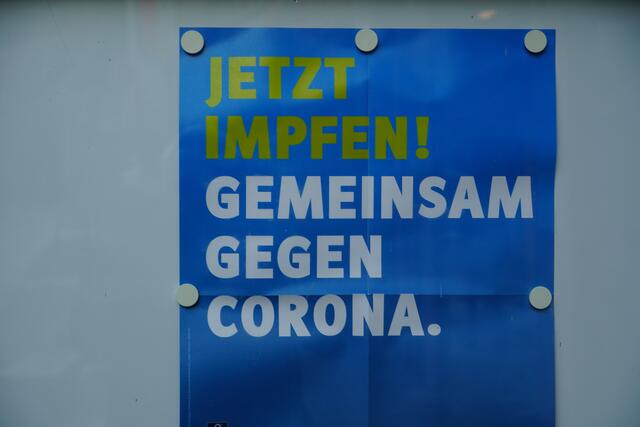 JETZT
IMPFEN!
GEMEINSAM
GEGEN
CORONA.